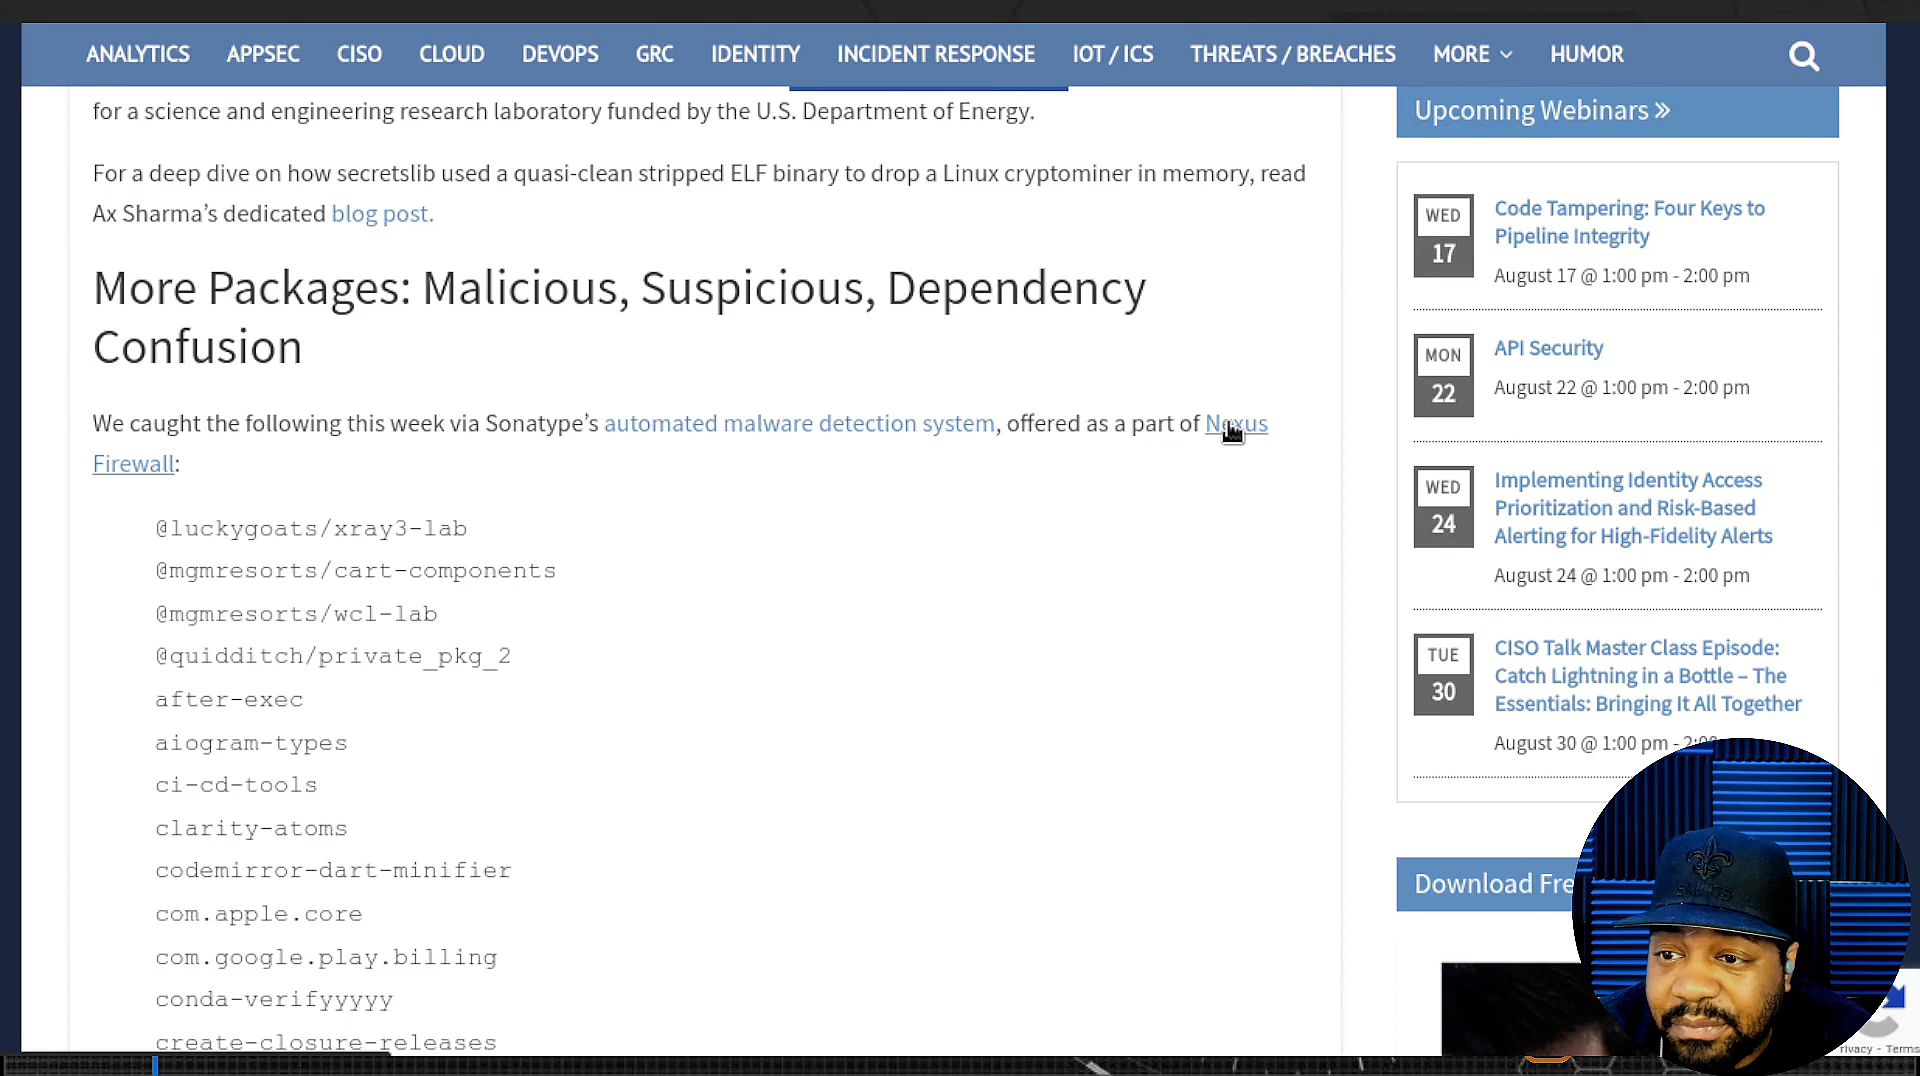 ANALYTICS APPSEC CISO CLOUD DEVOPS GRC IDENTITY INCIDENT RESPONSE IOT / ICS THREATS / BREACHES MORE HUMOR
for a science and engineering research laboratory funded by the U.S. Department of Energy.
For a deep dive on how secretslib used a quasi-clean stripped ELF binary to drop a Linux cryptominer in memory, read
Ax Sharma’s dedicated blog post.
More Packages: Malicious, Suspicious, Dependency
Confusion
We caught the following this week via Sonatype’s automated malware detection system, offered as a part of Nexus
Firewall:
@luckygoats/xray3-lab
@mgmresorts/cart-components
@mgmresorts/wcl-lab
@quidditch/private_pkg_2
after-exec
aiogram-types
ci-cd-tools
clarity-atoms
codemirror-dart-minifier
com.apple.core
com.google.play.billing
conda-verifyyyyy
create-closure-releases
Upcoming Webinars »
WED
17
Code Tampering: Four Keys to
Pipeline Integrity
August 17 @ 1:00 pm - 2:00 pm
MON
22
API Security
August 22 @ 1:00 pm - 2:00 pm
WED
24
Implementing Identity Access
Prioritization and Risk-Based
Alerting for High-Fidelity Alerts
August 24 @ 1:00 pm - 2:00 pm
TUE
30
CISO Talk Master Class Episode:
Catch Lightning in a Bottle – The
Essentials: Bringing It All Together
August 30 @ 1:00 pm - 2:00
Download Fre
rivacy - Terms